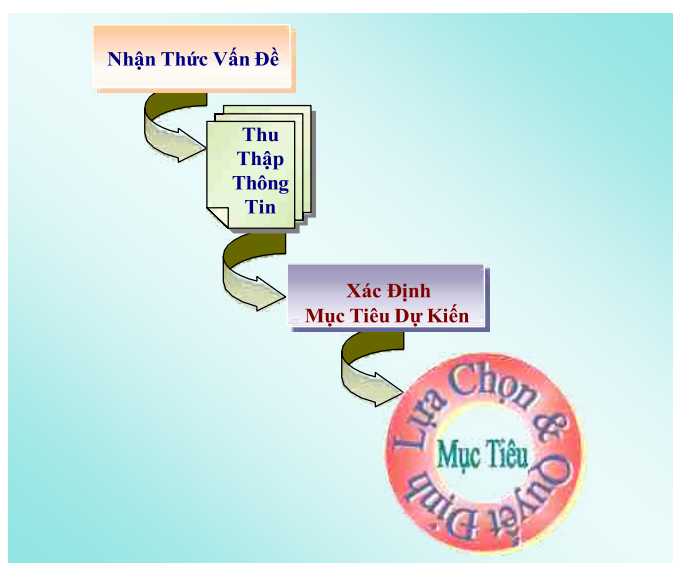 Nhận Thức Vấn Đề
Thu
Thập
Thông
Tin
Xác Định
Mục Tiêu Dự Kiến
Lựa Chọn & Quyết Định
Mục Tiêu